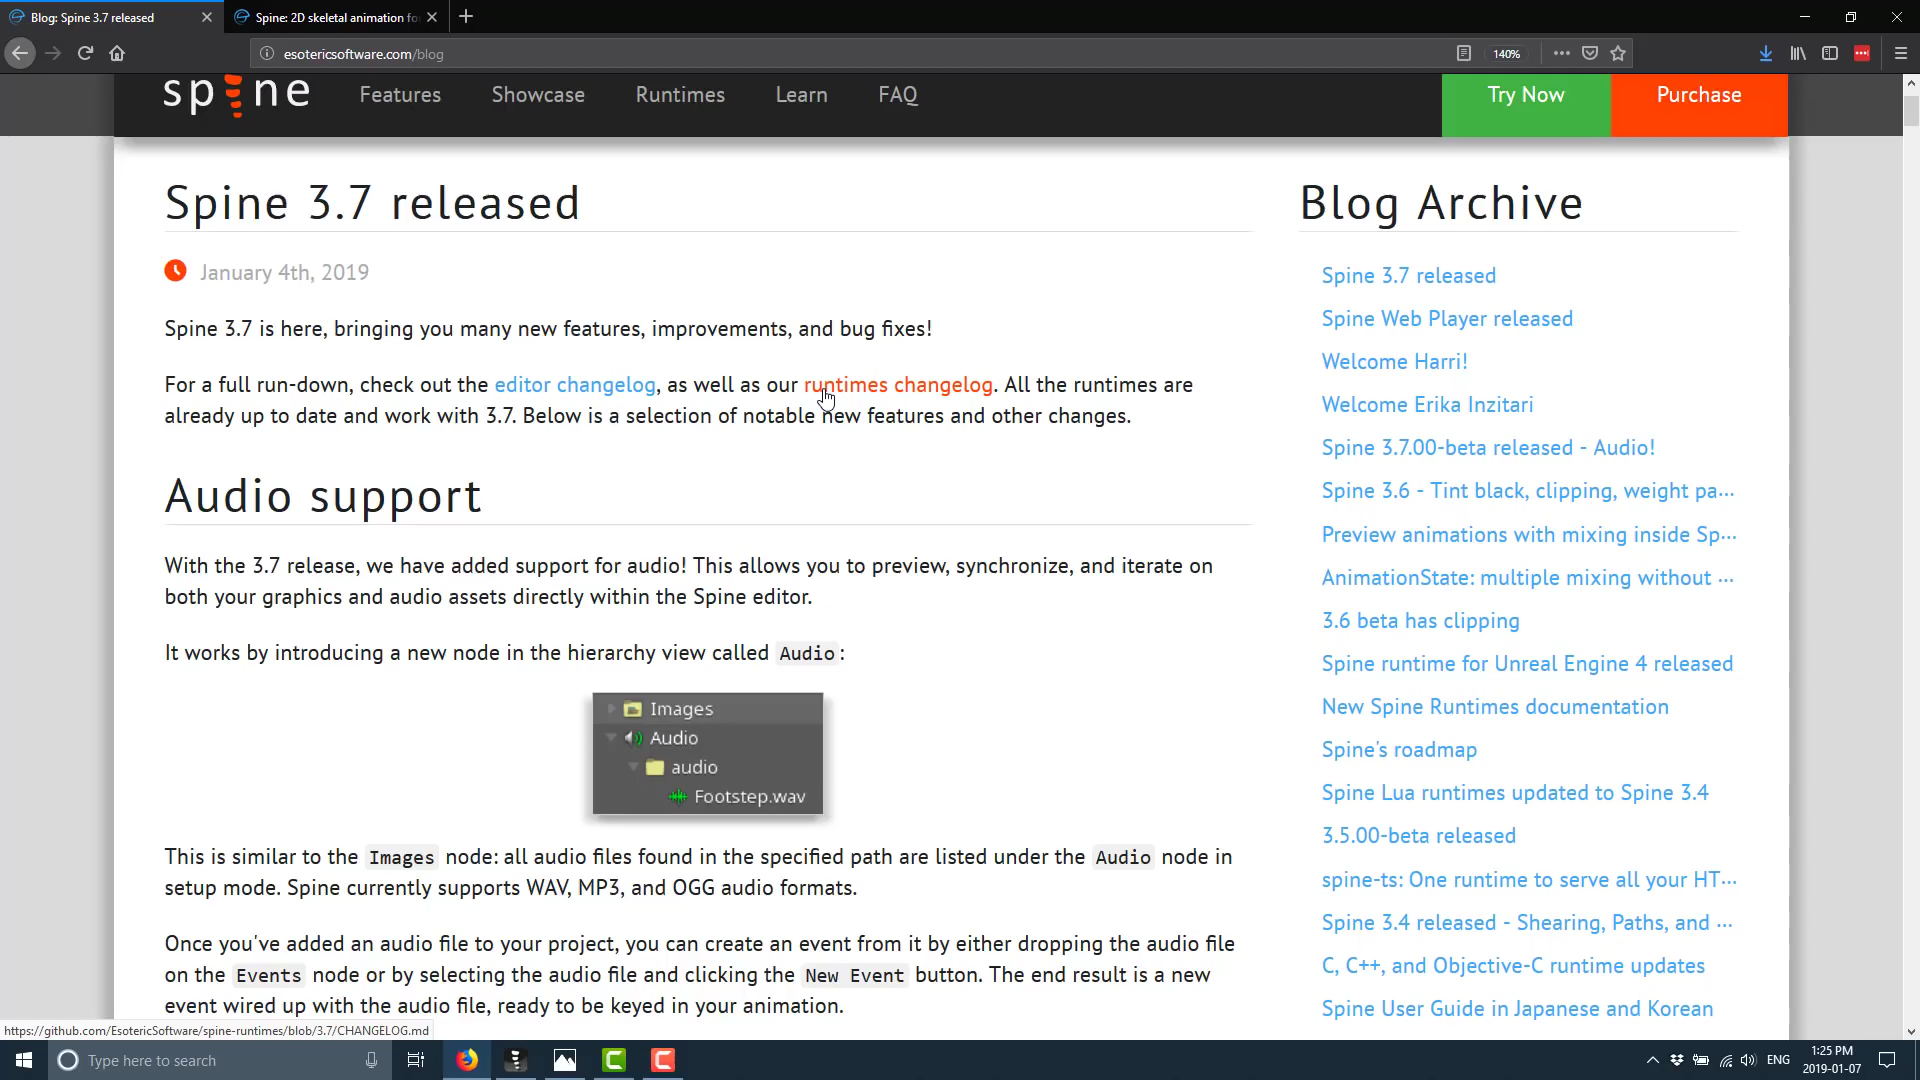 Blog: Spine 3.7 released
Spine: 2D skeletal animation fo
esotericsoftware.com/blog
140%
spine
Features
Showcase
Runtimes
Learn
FAQ
Try Now
Purchase
Spine 3.7 released
January 4th, 2019
Spine 3.7 is here, bringing you many new features, improvements, and bug fixes!
For a full run-down, check out the editor changelog, as well as our runtimes changelog. All the runtimes are
already up to date and work with 3.7. Below is a selection of notable new features and other changes.
Audio support
With the 3.7 release, we have added support for audio! This allows you to preview, synchronize, and iterate on
both your graphics and audio assets directly within the Spine editor.
It works by introducing a new node in the hierarchy view called Audio:
Images
Audio
audio
Footstep.wav
This is similar to the Images node: all audio files found in the specified path are listed under the Audio node in
setup mode. Spine currently supports WAV, MP3, and OGG audio formats.
Once you've added an audio file to your project, you can create an event from it by either dropping the audio file
on the Events node or by selecting the audio file and clicking the New Event button. The end result is a new
event wired up with the audio file, ready to be keyed in your animation.
Blog Archive
Spine 3.7 released
Spine Web Player released
Welcome Harri!
Welcome Erika Inzitari
Spine 3.7.00-beta released - Audio!
Spine 3.6 - Tint black, clipping, weight pa...
Preview animations with mixing inside Sp...
AnimationState: multiple mixing without ...
3.6 beta has clipping
Spine runtime for Unreal Engine 4 released
New Spine Runtimes documentation
Spine's roadmap
Spine Lua runtimes updated to Spine 3.4
3.5.00-beta released
spine-ts: One runtime to serve all your HT...
Spine 3.4 released - Shearing, Paths, and ...
C, C++, and Objective-C runtime updates
Spine User Guide in Japanese and Korean
https://github.com/EsotericSoftware/spine-runtimes/blob/3.7/CHANGELOG.md
Type here to search
ENG
1:25 PM
2019-01-07